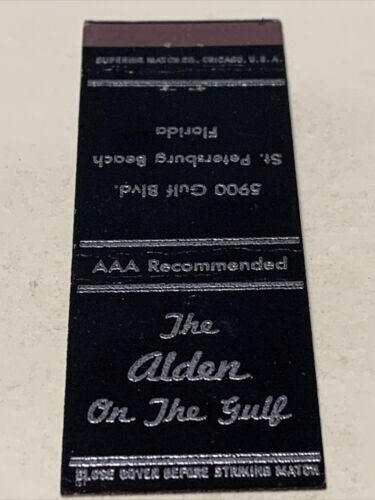 SUPERIOR MATCH CO., CHICAGO, U.S.A.
5900 Gulf Blvd.
St. Petersburg Beach
Florida
AAA Recommended
The
Alden
On The Gulf
CLOSE COVER BEFORE STRIKING MATCH